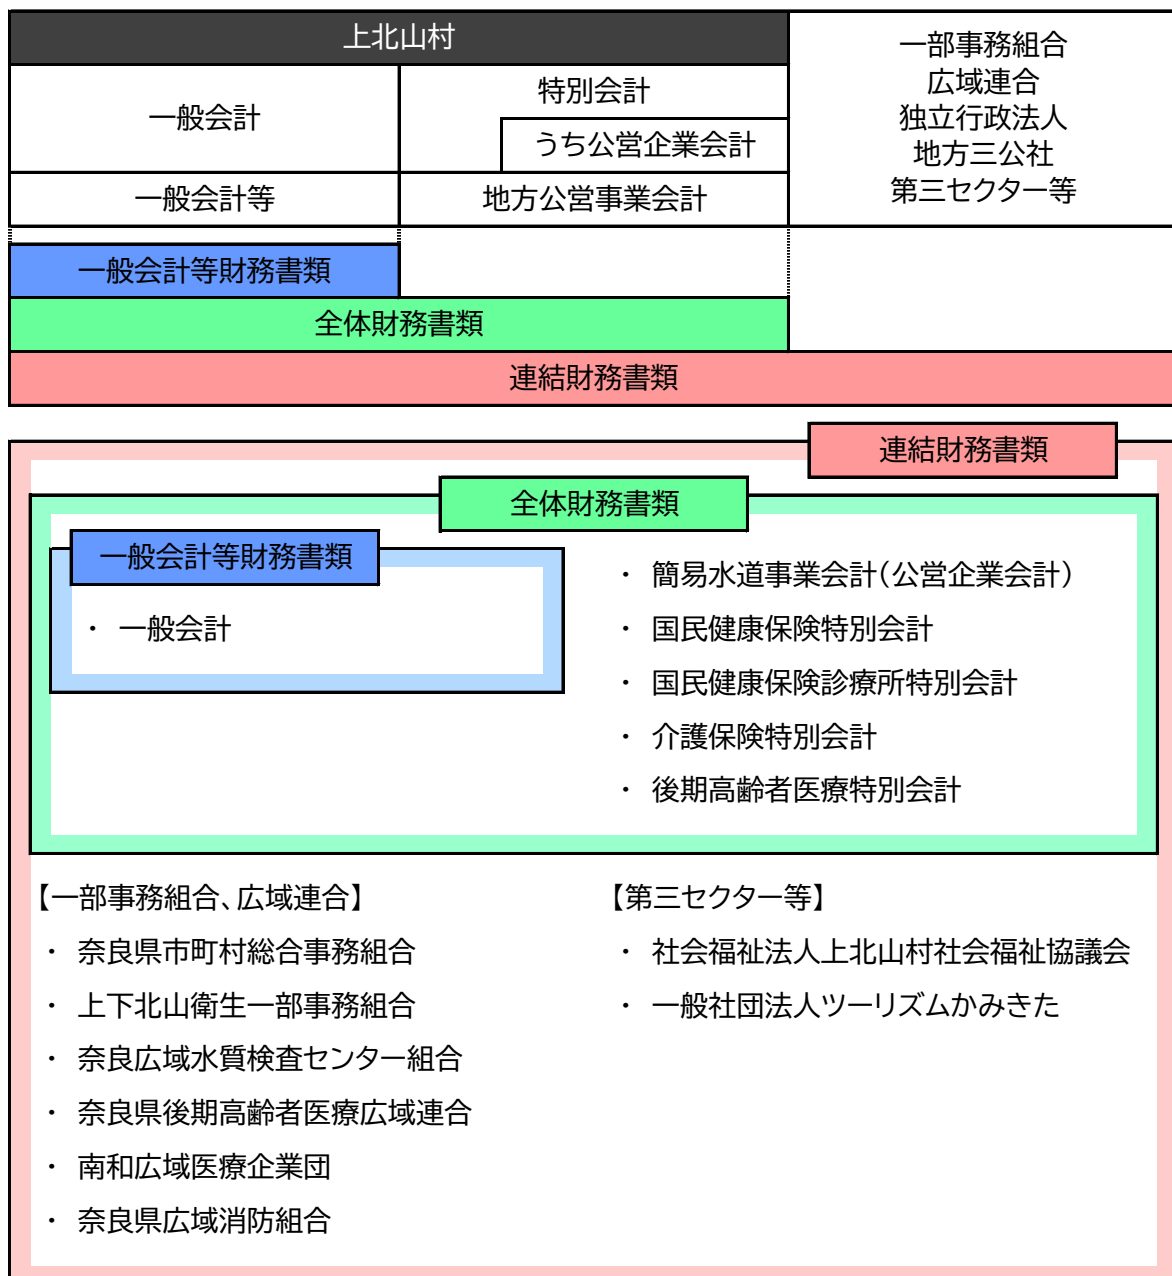 上北山村
一部事務組合
広域連合
独立行政法人
地方三公社
第三セクター等
一般会計
特別会計
うち公営企業会計
一般会計等
地方公営事業会計
一般会計等財務書類
全体財務書類
連結財務書類
連結財務書類
全体財務書類
一般会計等財務書類
・ 一般会計
・ 簡易水道事業会計(公営企業会計)
・ 国民健康保険特別会計
・ 国民健康保険診療所特別会計
・ 介護保険特別会計
・ 後期高齢者医療特別会計
【一部事務組合、広域連合】
・ 奈良県市町村総合事務組合
・ 上下北山衛生一部事務組合
・ 奈良広域水質検査センター組合
・ 奈良県後期高齢者医療広域連合
・ 南和広域医療企業団
・ 奈良県広域消防組合
【第三セクター等】
・ 社会福祉法人上北山村社会福祉協議会
・ 一般社団法人ツーリズムかみきた